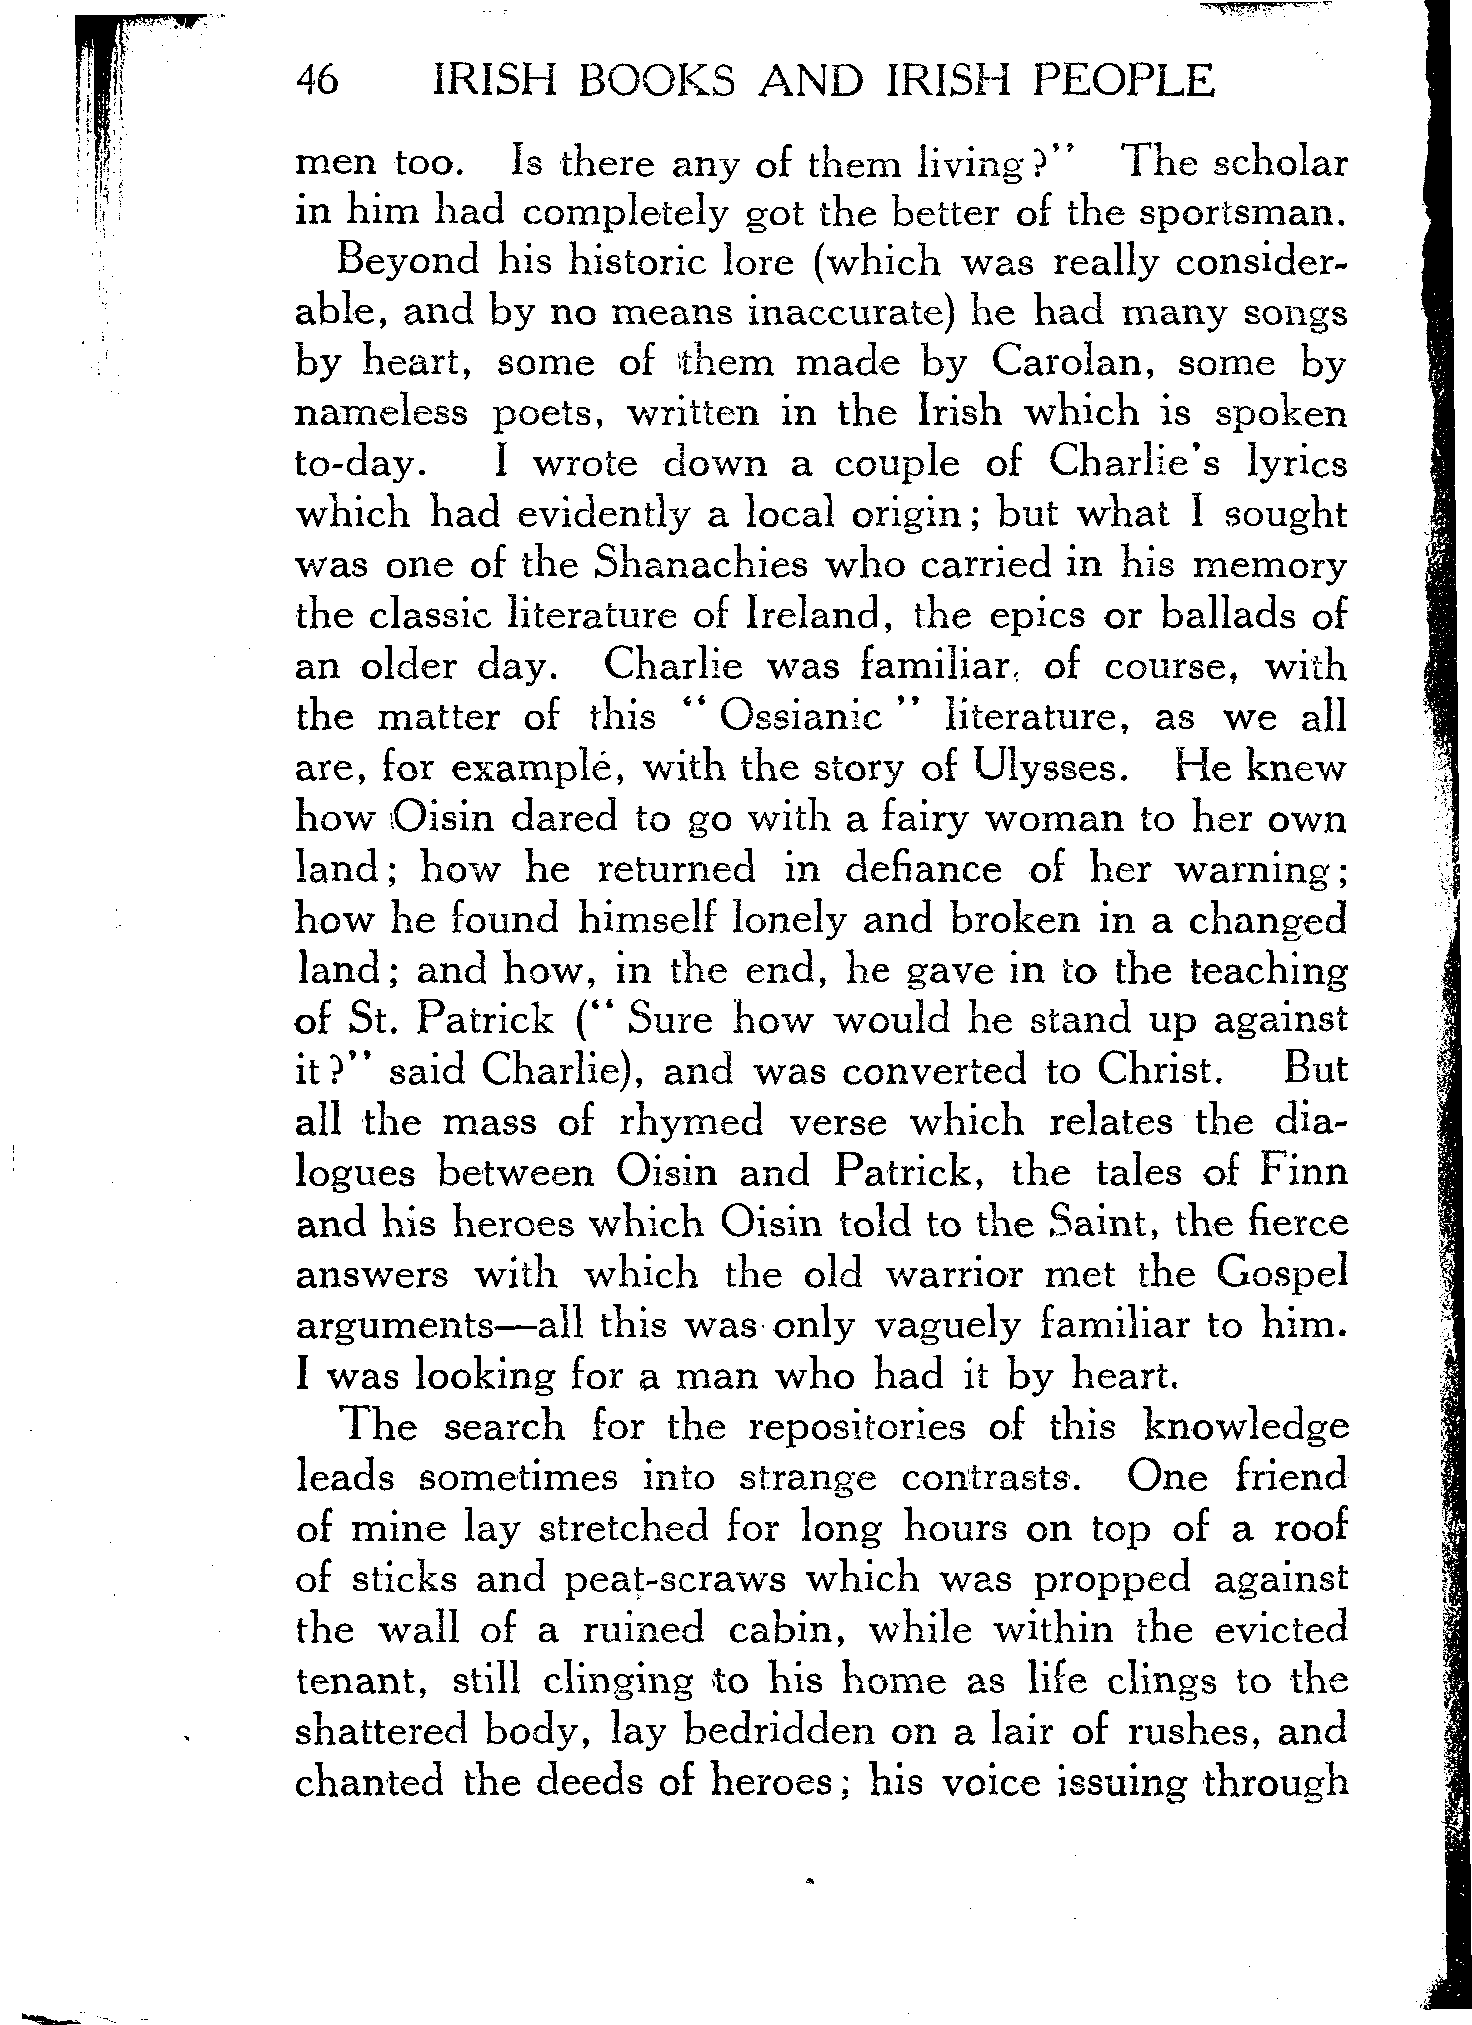 46 IRISH BOOKS AND IRISH PEOPLE
men too. Is there any of them living?" The scholar
in him had completely got the better of the sportsman.
Beyond his historic lore (which was really consider-
able, and by no means inaccurate) he had many songs
by heart, some of them made by Carolan, some by
nameless poets, written in the Irish which is spoken
to-day. I wrote down a couple of Charlie's lyrics
which had evidently a local origin; but what I sought
was one of the Shanachies who carried in his memory
the classic literature of Ireland, the epics or ballads of
an older day. Charlie was familiar, of course, with
the matter of this "Ossianic" literature, as we all
are, for example, with the story of Ulysses. He knew
how Oisin dared to go with a fairy woman to her own
land; how he returned in defiance of her warning;
how he found himself lonely and broken in a changed
land; and how, in the end, he gave in to the teaching
of St. Patrick ("Sure how would he stand up against
it?" said Charlie), and was converted to Christ. But
all the mass of rhymed verse which relates the dia-
logues between Oisin and Patrick, the tales of Finn
and his heroes which Oisin told to the Saint, the fierce
answers with which the old warrior met the Gospel
arguments—all this was only vaguely familiar to him.
I was looking for a man who had it by heart.
The search for the repositories of this knowledge
leads sometimes into strange contrasts. One friend
of mine lay stretched for long hours on top of a roof
of sticks and peat-scraws which was propped against
the wall of a ruined cabin, while within the evicted
tenant, still clinging to his home as life clings to the
shattered body, lay bedridden on a lair of rushes, and
chanted the deeds of heroes; his voice issuing through